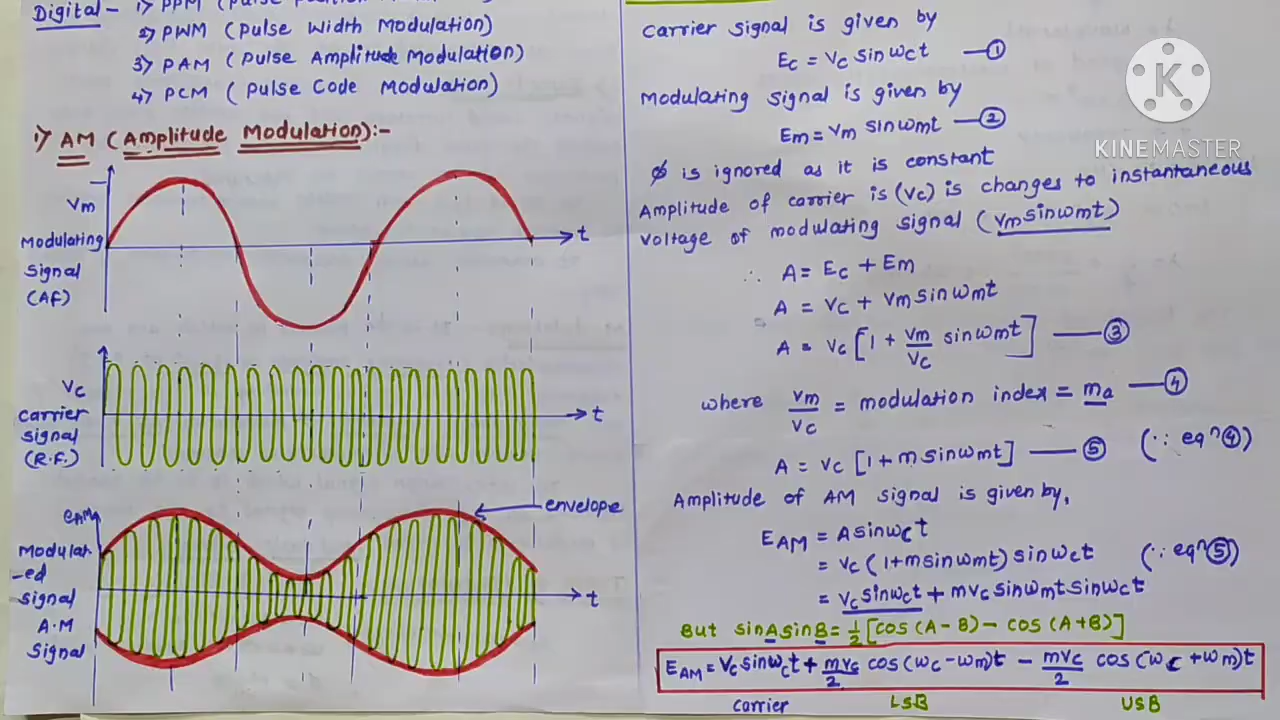 Digital - 1) PPM (Pulse Position Modulation)
2) PWM (Pulse Width Modulation)
3) PAM (Pulse Amplitude Modulation)
4) PCM (Pulse Code Modulation)
1) AM (Amplitude Modulation):-
Vm
Modulating
signal
(AF)
t
Vc
carrier
signal
(R.F.)
t
eAM
Modulat-
-ed
signal
A.M
signal
envelope
t
carrier signal is given by
Ec = Vc sinωct —①
Modulating signal is given by
Em = Vm sinωmt —②
φ is ignored as it is constant
Amplitude of carrier is (Vc) is changes to instantaneous
voltage of modulating signal (Vm sinωmt)
∴ A = Ec + Em
A = Vc + Vm sinωmt
A = Vc [1 + Vm/Vc sinωmt] —③
where Vm/Vc = modulation index = ma —④
A = Vc [1+m sinωmt] —⑤ (∵ eqn④)
Amplitude of AM signal is given by,
EAM = A sinωct
= Vc (1+m sinωmt) sinωct (∵ eqn⑤)
= Vc sinωct + mVc sinωmt sinωct
But sinA sinB = 1/2 [cos (A-B) - cos (A+B)]
EAM = Vc sinωct + mVc/2 cos (ωc-ωm)t - mVc/2 cos (ωc+ωm)t
carrier LSB USB
K
KINEMASTER